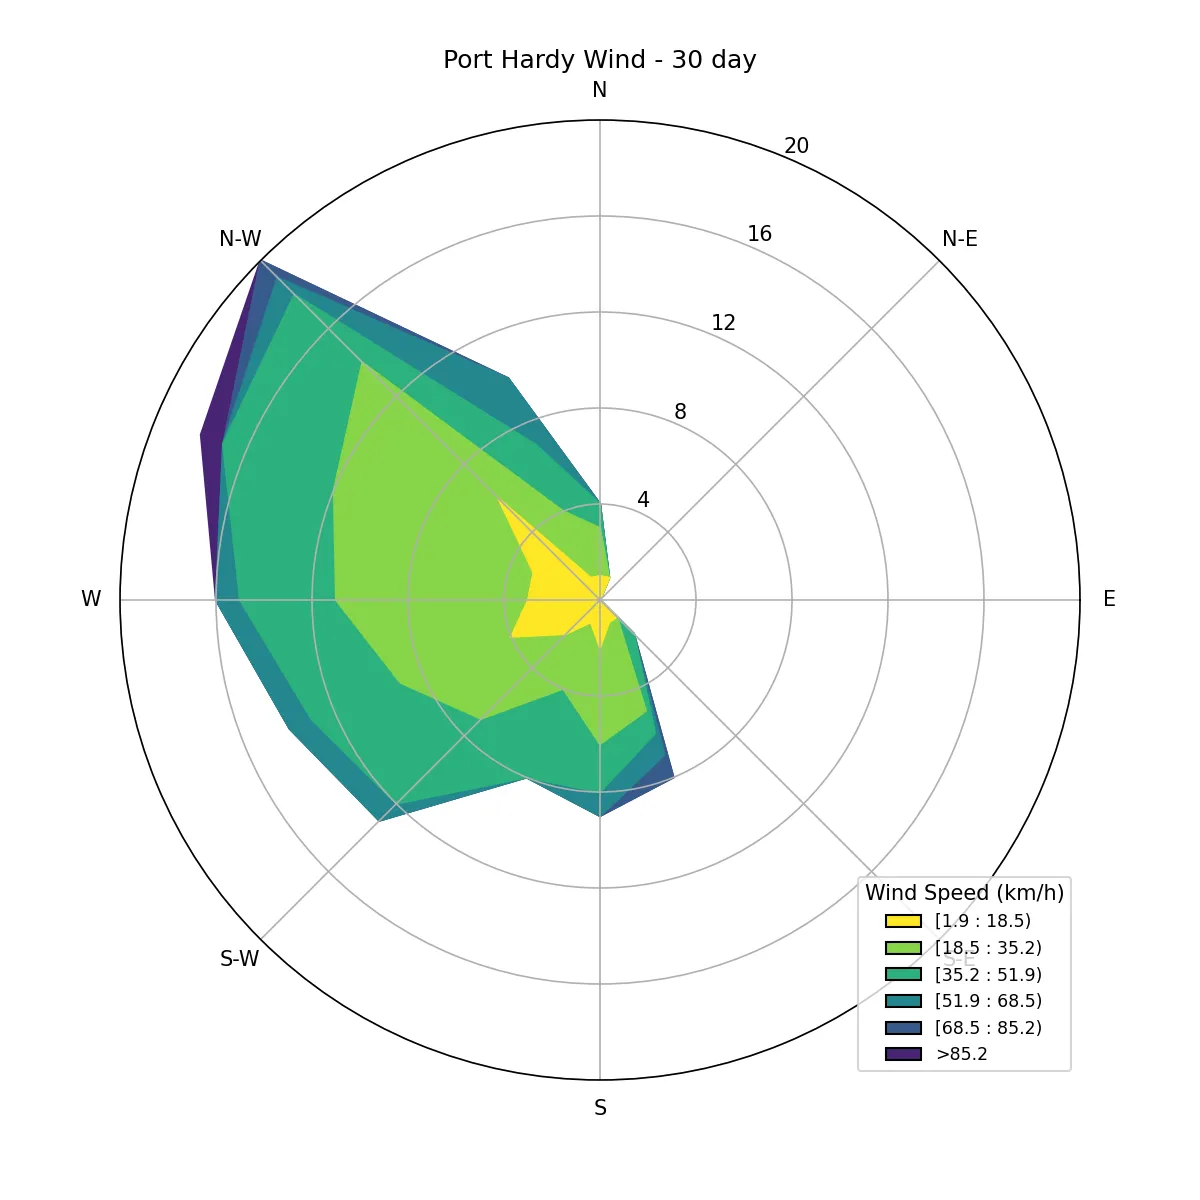 Port Hardy Wind - 30 day
N
20
16
N-W
N-E
12
8
4
W
E
Wind Speed (km/h)
[1.9 : 18.5)
[18.5 : 35.2)
S-W
S-E
[35.2 : 51.9)
[51.9 : 68.5)
[68.5 : 85.2)
>85.2
S